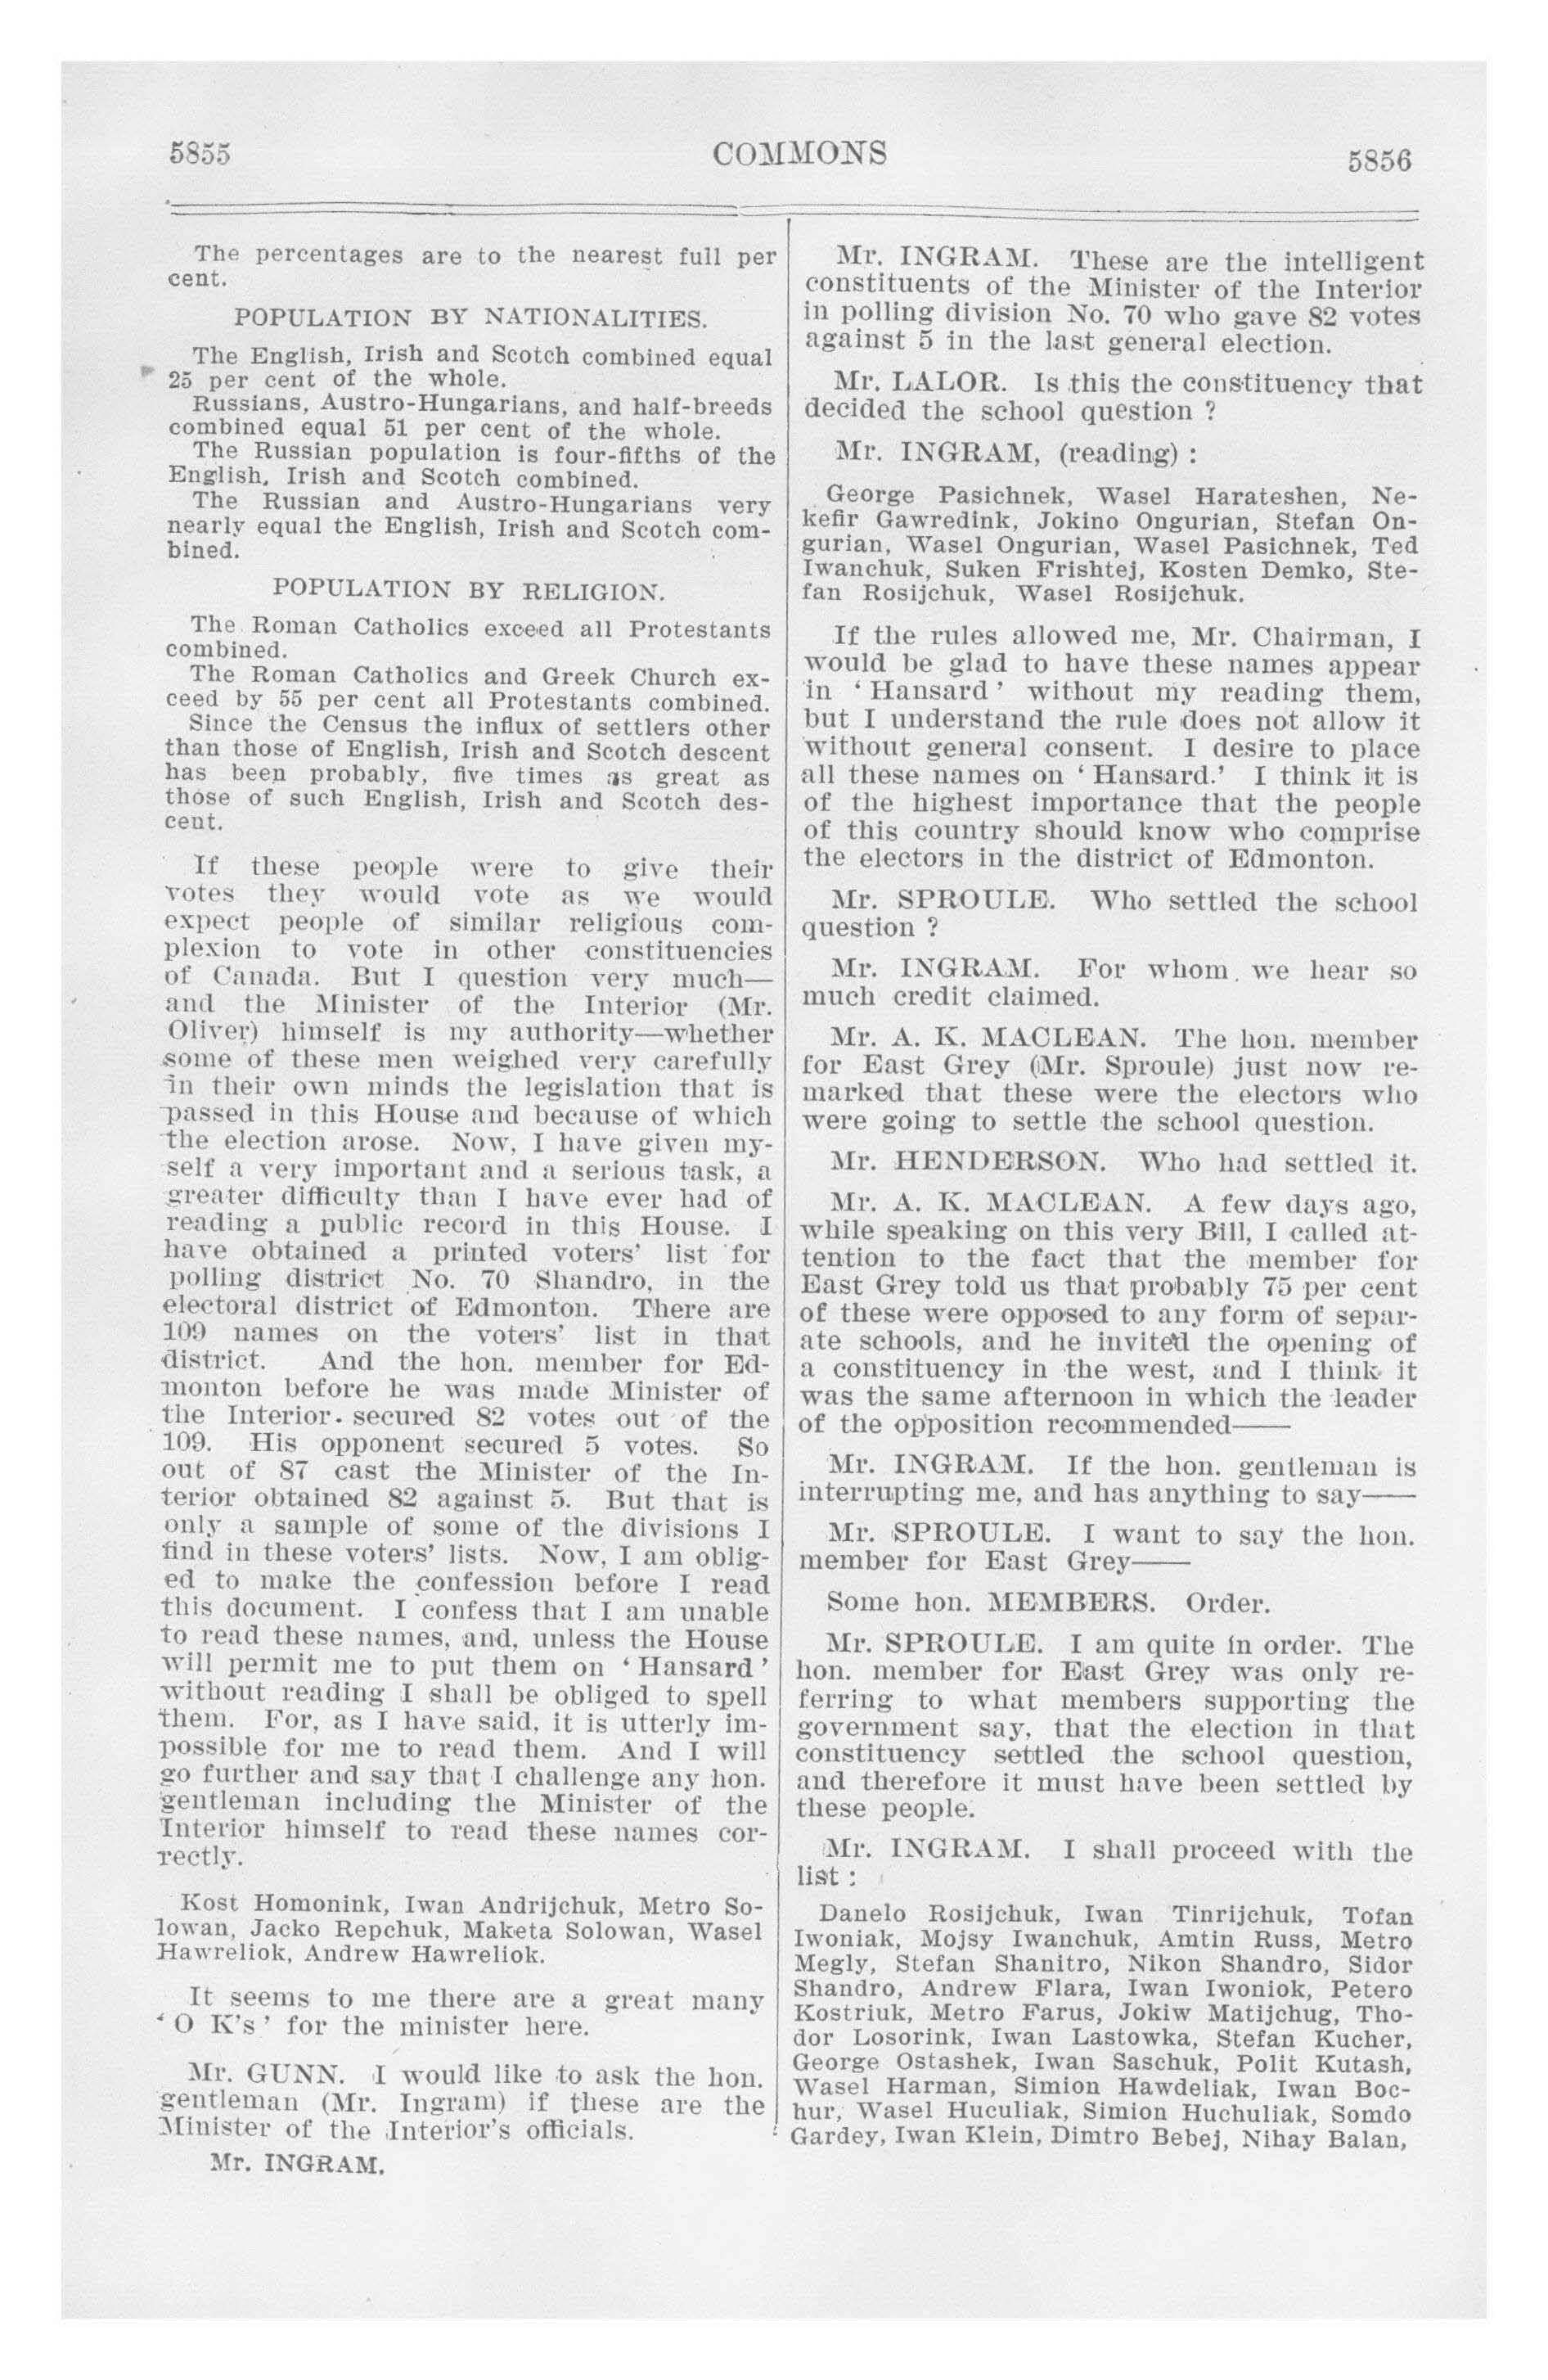 5855
COMMONS
5856
The percentages are to the nearest full per
cent.
POPULATION BY NATIONALITIES.
The English, Irish and Scotch combined equal
25 per cent of the whole.
Russians, Austro-Hungarians, and half-breeds
combined equal 51 per cent of the whole.
The Russian population is four-fifths of the
English, Irish and Scotch combined.
The Russian and Austro-Hungarians very
nearly equal the English, Irish and Scotch com-
bined.
POPULATION BY RELIGION.
The Roman Catholics exceed all Protestants
combined.
The Roman Catholics and Greek Church ex-
ceed by 55 per cent all Protestants combined.
Since the Census the influx of settlers other
than those of English, Irish and Scotch descent
has been probably, five times as great as
those of such English, Irish and Scotch des-
cent.
If these people were to give their
votes they would vote as we would
expect people of similar religious com-
plexion to vote in other constituencies
of Canada. But I question very much—
and the Minister of the Interior (Mr.
Oliver) himself is my authority—whether
some of these men weighed very carefully
in their own minds the legislation that is
passed in this House and because of which
the election arose. Now, I have given my-
self a very important and a serious task, a
greater difficulty than I have ever had of
reading a public record in this House. I
have obtained a printed voters' list for
polling district No. 70 Shandro, in the
electoral district of Edmonton. There are
109 names on the voters' list in that
district. And the hon. member for Ed-
monton before he was made Minister of
the Interior. secured 82 votes out of the
109. His opponent secured 5 votes. So
out of 87 cast the Minister of the In-
terior obtained 82 against 5. But that is
only a sample of some of the divisions I
find in these voters' lists. Now, I am oblig-
ed to make the confession before I read
this document. I confess that I am unable
to read these names, and, unless the House
will permit me to put them on ' Hansard '
without reading I shall be obliged to spell
them. For, as I have said, it is utterly im-
possible for me to read them. And I will
go further and say that I challenge any hon.
gentleman including the Minister of the
Interior himself to read these names cor-
rectly.
Kost Homonink, Iwan Andrijchuk, Metro So-
lowan, Jacko Repchuk, Maketa Solowan, Wasel
Hawreliok, Andrew Hawreliok.
It seems to me there are a great many
' O K's ' for the minister here.
Mr. GUNN. I would like to ask the hon.
gentleman (Mr. Ingram) if these are the
Minister of the Interior's officials.
Mr. INGRAM.
Mr. INGRAM. These are the intelligent
constituents of the Minister of the Interior
in polling division No. 70 who gave 82 votes
against 5 in the last general election.
Mr. LALOR. Is this the constituency that
decided the school question ?
Mr. INGRAM, (reading) :
George Pasichnek, Wasel Harateshen, Ne-
kefir Gawredink, Jokino Ongurian, Stefan On-
gurian, Wasel Ongurian, Wasel Pasichnek, Ted
Iwanchuk, Suken Frishtej, Kosten Demko, Ste-
fan Rosijchuk, Wasel Rosijchuk.
If the rules allowed me, Mr. Chairman, I
would be glad to have these names appear
in ' Hansard ' without my reading them,
but I understand the rule does not allow it
without general consent. I desire to place
all these names on ' Hansard.' I think it is
of the highest importance that the people
of this country should know who comprise
the electors in the district of Edmonton.
Mr. SPROULE. Who settled the school
question ?
Mr. INGRAM. For whom we hear so
much credit claimed.
Mr. A. K. MACLEAN. The hon. member
for East Grey (Mr. Sproule) just now re-
marked that these were the electors who
were going to settle the school question.
Mr. HENDERSON. Who had settled it.
Mr. A. K. MACLEAN. A few days ago,
while speaking on this very Bill, I called at-
tention to the fact that the member for
East Grey told us that probably 75 per cent
of these were opposed to any form of separ-
ate schools, and he invited the opening of
a constituency in the west, and I think it
was the same afternoon in which the leader
of the opposition recommended——
Mr. INGRAM. If the hon. gentleman is
interrupting me, and has anything to say——
Mr. SPROULE. I want to say the hon.
member for East Grey——
Some hon. MEMBERS. Order.
Mr. SPROULE. I am quite in order. The
hon. member for East Grey was only re-
ferring to what members supporting the
government say, that the election in that
constituency settled the school question,
and therefore it must have been settled by
these people.
Mr. INGRAM. I shall proceed with the
list :
Danelo Rosijchuk, Iwan Tinrijchuk, Tofan
Iwoniak, Mojsy Iwanchuk, Amtin Russ, Metro
Megly, Stefan Shanitro, Nikon Shandro, Sidor
Shandro, Andrew Flara, Iwan Iwoniok, Petero
Kostriuk, Metro Farus, Jokiw Matijchug, Tho-
dor Losorink, Iwan Lastowka, Stefan Kucher,
George Ostashek, Iwan Saschuk, Polit Kutash,
Wasel Harman, Simion Hawdeliak, Iwan Boc-
hur, Wasel Huculiak, Simion Huchuliak, Somdo
Gardey, Iwan Klein, Dimtro Bebej, Nihay Balan,